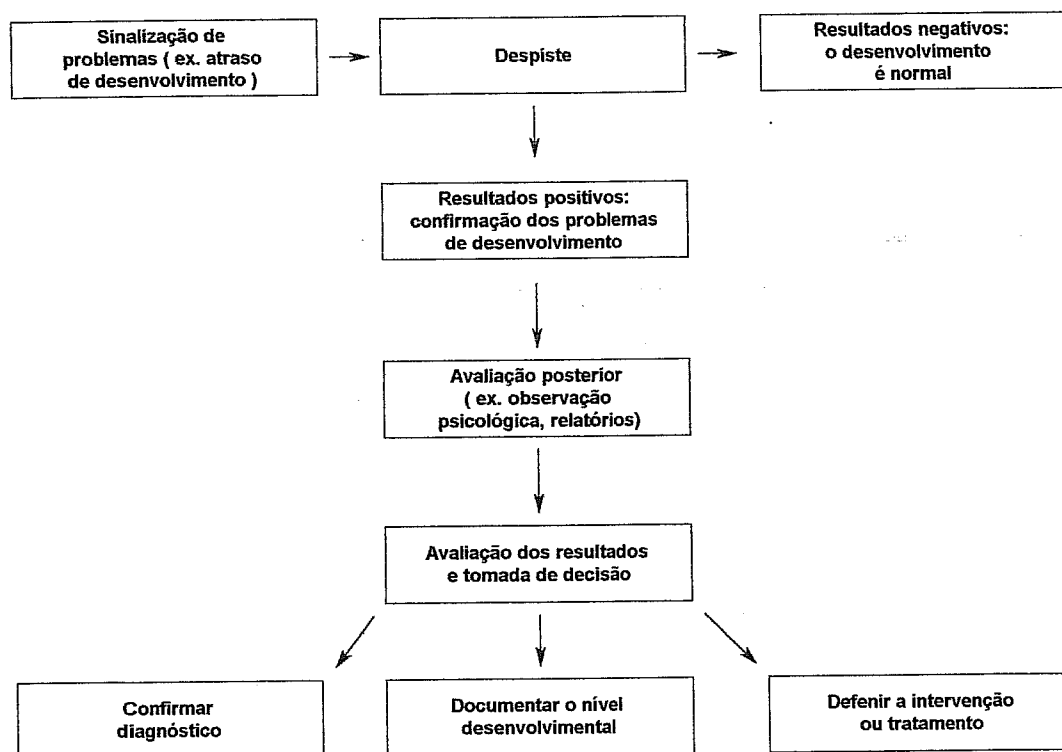 Sinalização de
problemas ( ex. atraso
de desenvolvimento )
Despiste
Resultados negativos:
o desenvolvimento
é normal
Resultados positivos:
confirmação dos problemas
de desenvolvimento
Avaliação posterior
( ex. observação
psicológica, relatórios)
Avaliação dos resultados
e tomada de decisão
Confirmar
diagnóstico
Documentar o nível
desenvolvimental
Defenir a intervenção
ou tratamento